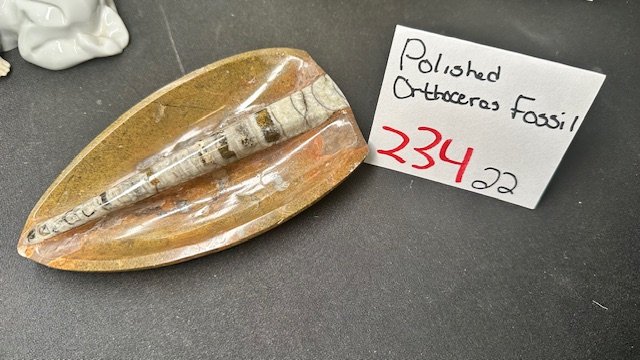 Polished
Orthoceras Fossil
234 22